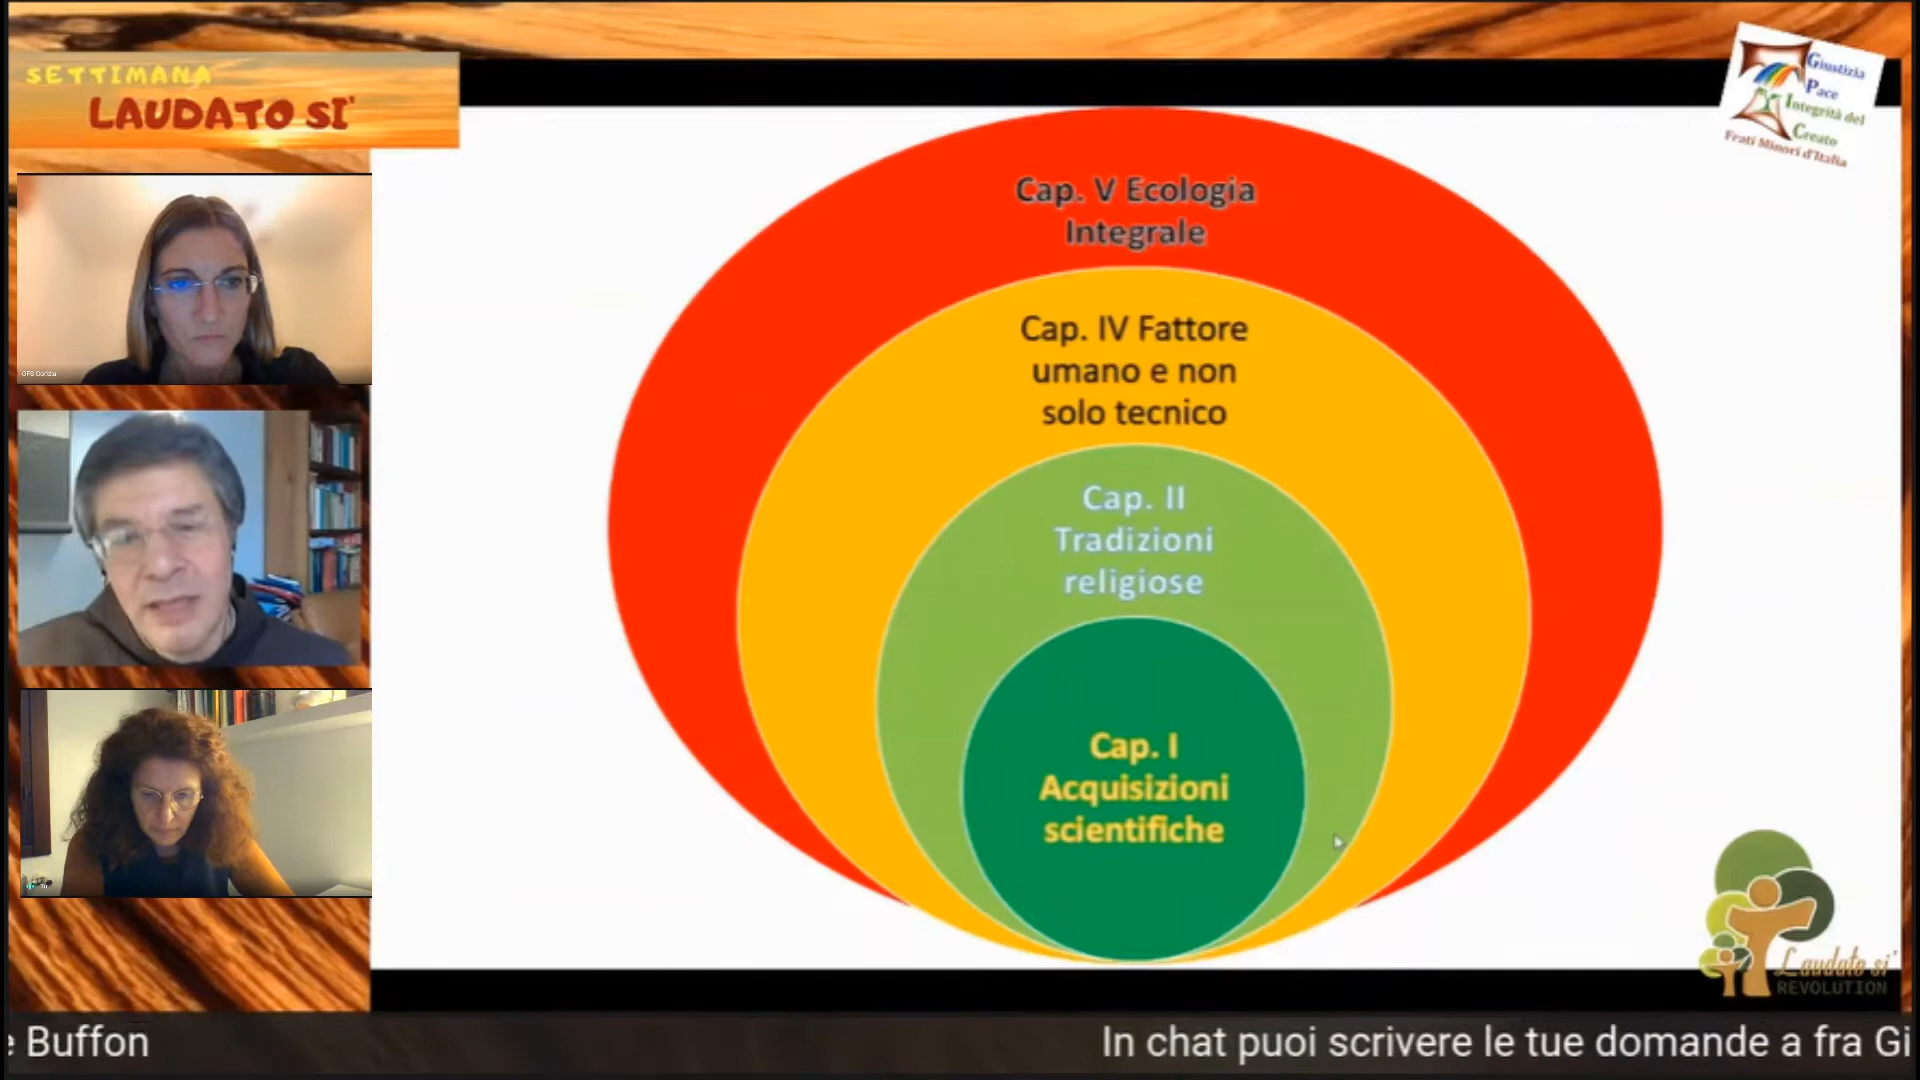 SETTIMANA
LAUDATO SI'
Giustizia
Pace
Integrità del
Creato
Frati Minori d'Italia
OFS Gorizia
Cap. V Ecologia
Integrale
Cap. IV Fattore
umano e non
solo tecnico
Cap. II
Tradizioni
religiose
Cap. I
Acquisizioni
scientifiche
Laudato si'
REVOLUTION
e Buffon
In chat puoi scrivere le tue domande a fra Gi